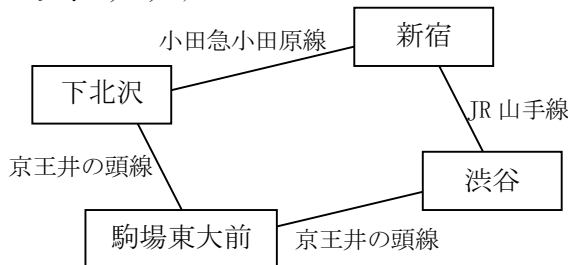 新宿
小田急小田原線
下北沢
JR 山手線
京王井の頭線
渋谷
駒場東大前
京王井の頭線